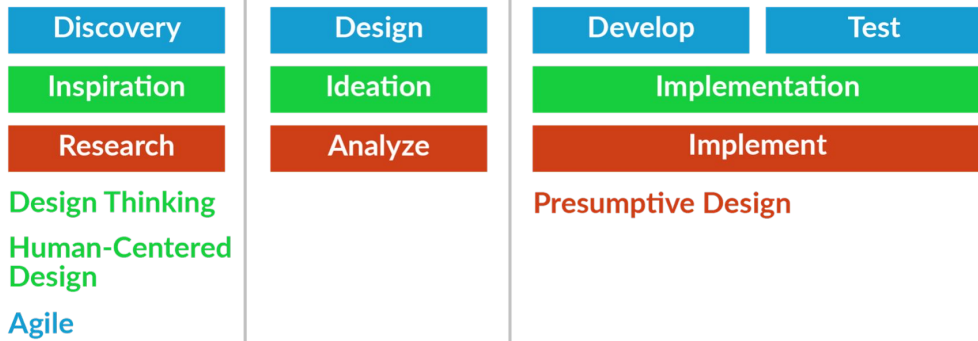 Discovery
Design
Develop
Test
Inspiration
Ideation
Implementation
Research
Analyze
Implement
Design Thinking
Presumptive Design
Human-Centered
Design
Agile